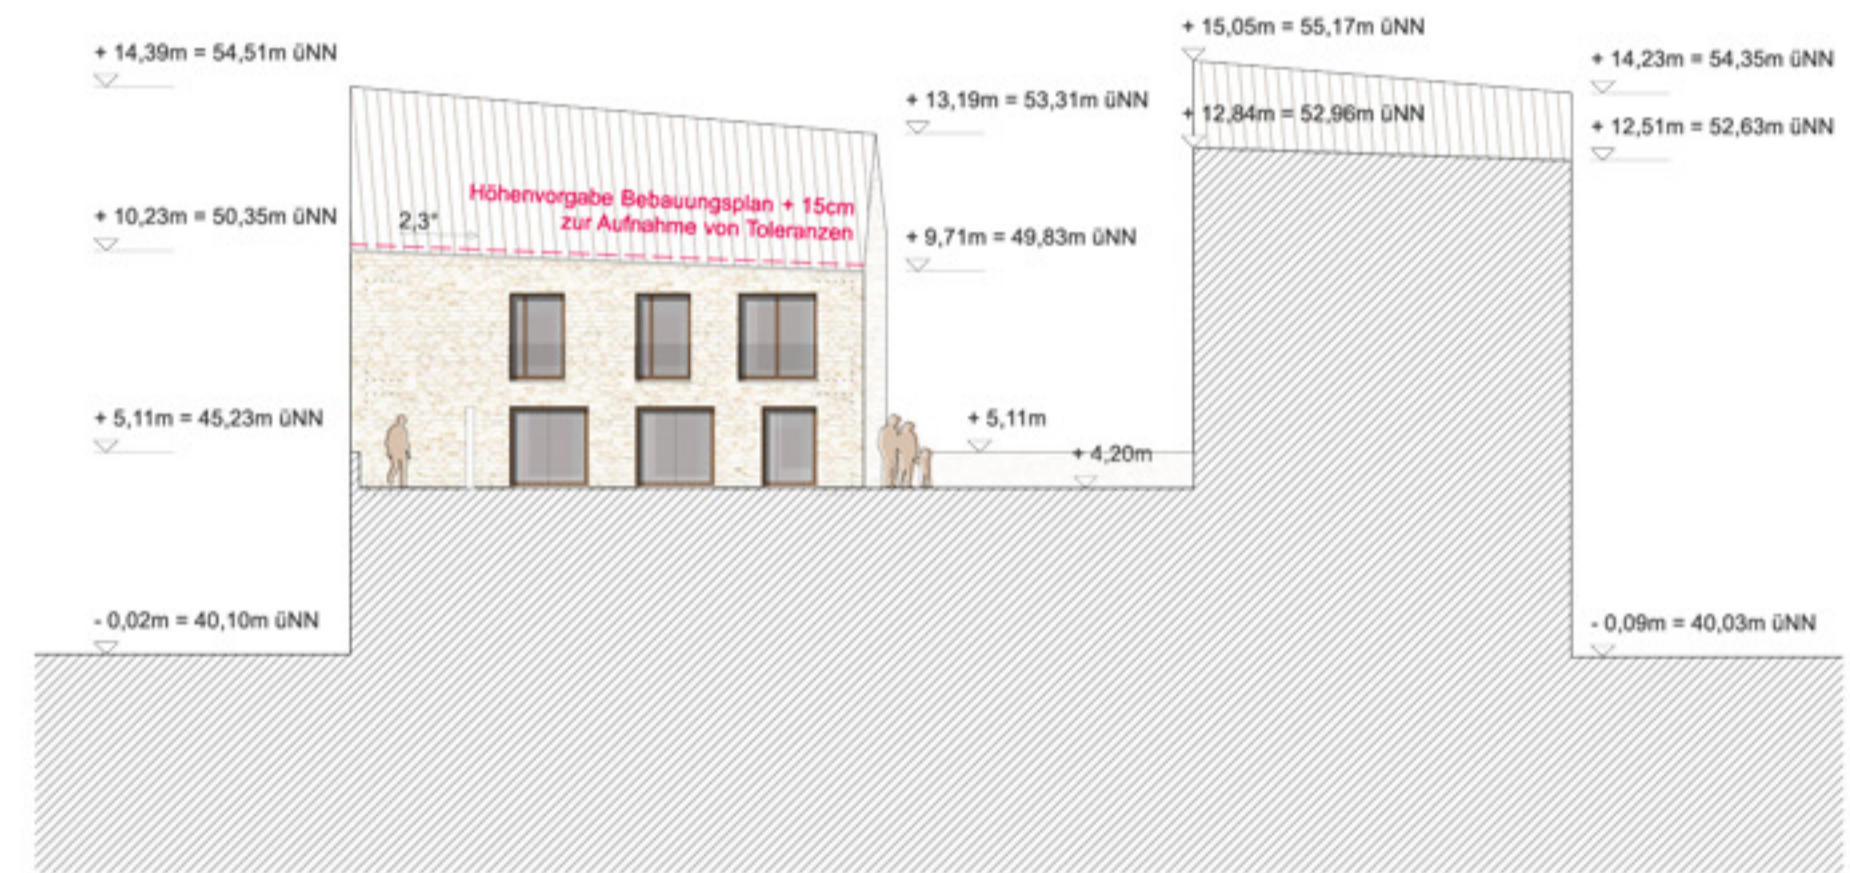 + 15,05m = 55,17m üNN
+ 14,39m = 54,51m üNN
+ 14,23m = 54,35m üNN
+ 13,19m = 53,31m üNN
+ 12,84m = 52,96m üNN
+ 12,51m = 52,63m üNN
Höhenvorgabe Bebauungsplan + 15cm
zur Aufnahme von Toleranzen
2,3°
+ 10,23m = 50,35m üNN
+ 9,71m = 49,83m üNN
+ 5,11m = 45,23m üNN
+ 5,11m
+ 4,20m
- 0,02m = 40,10m üNN
- 0,09m = 40,03m üNN